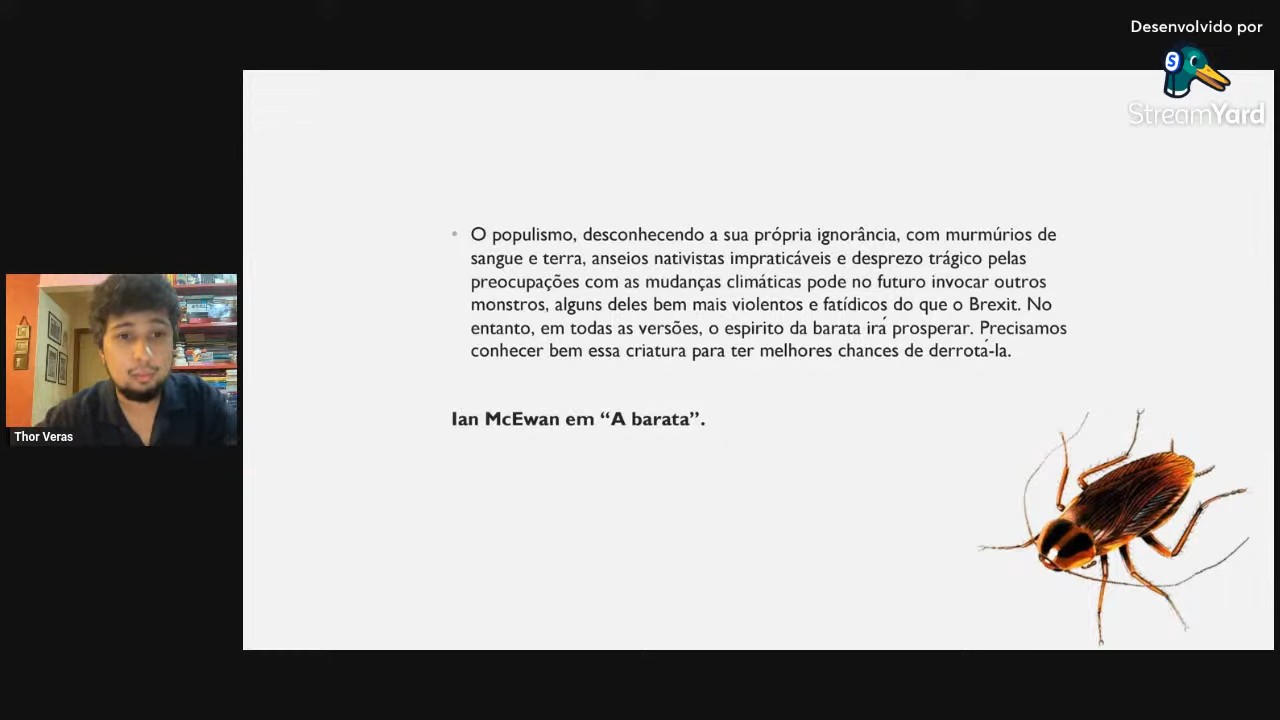 Desenvolvido por
S
StreamYard
• O populismo, desconhecendo a sua própria ignorância, com murmúrios de
sangue e terra, anseios nativistas impraticáveis e desprezo trágico pelas
preocupações com as mudanças climáticas pode no futuro invocar outros
monstros, alguns deles bem mais violentos e fatídicos do que o Brexit. No
entanto, em todas as versões, o espirito da barata irá prosperar. Precisamos
conhecer bem essa criatura para ter melhores chances de derrotá-la.
Ian McEwan em “A barata”.
Thor Veras